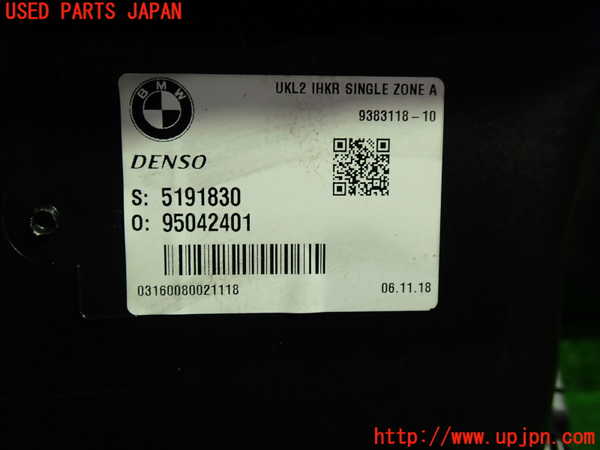 USED PARTS JAPAN
BMW
UKL2 IHKR SINGLE ZONE A
9383118-10
DENSO
S: 5191830
O: 95042401
03160080021118
06.11.18
http://www.upjpn.com/